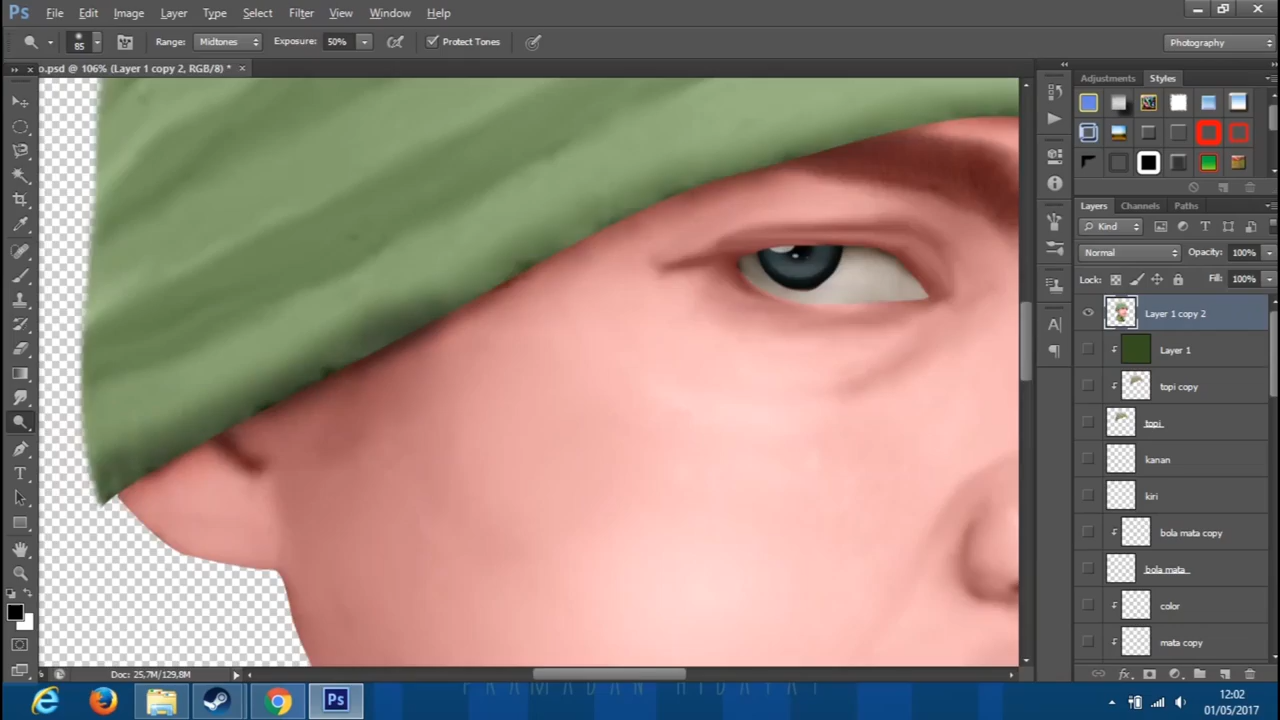 Ps File Edit Image Layer Type Select Filter View Window Help
85 Range: Midtones Exposure: 50% Protect Tones Photography
o.psd @ 106% (Layer 1 copy 2, RGB/8) * ×
Adjustments Styles
Layers Channels Paths
Kind
Normal Opacity: 100%
Lock: Fill: 100%
Layer 1 copy 2
Layer 1
topi copy
topi
kanan
kiri
bola mata copy
bola mata
color
mata copy
Doc: 25,7M/129,8M
Ps
12:02
01/05/2017